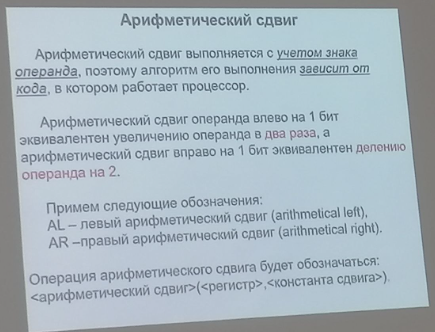 Арифметический сдвиг
Арифметический сдвиг выполняется с учетом знака
операнда, поэтому алгоритм его выполнения зависит от
кода, в котором работает процессор.
Арифметический сдвиг операнда влево на 1 бит
эквивалентен увеличению операнда в два раза, а
арифметический сдвиг вправо на 1 бит эквивалентен делению
операнда на 2.
Примем следующие обозначения:
AL – левый арифметический сдвиг (arithmetical left),
AR –правый арифметический сдвиг (arithmetical right).
Операция арифметического сдвига будет обозначаться:
<арифметический сдвиг>(<регистр>,<константа сдвига>).